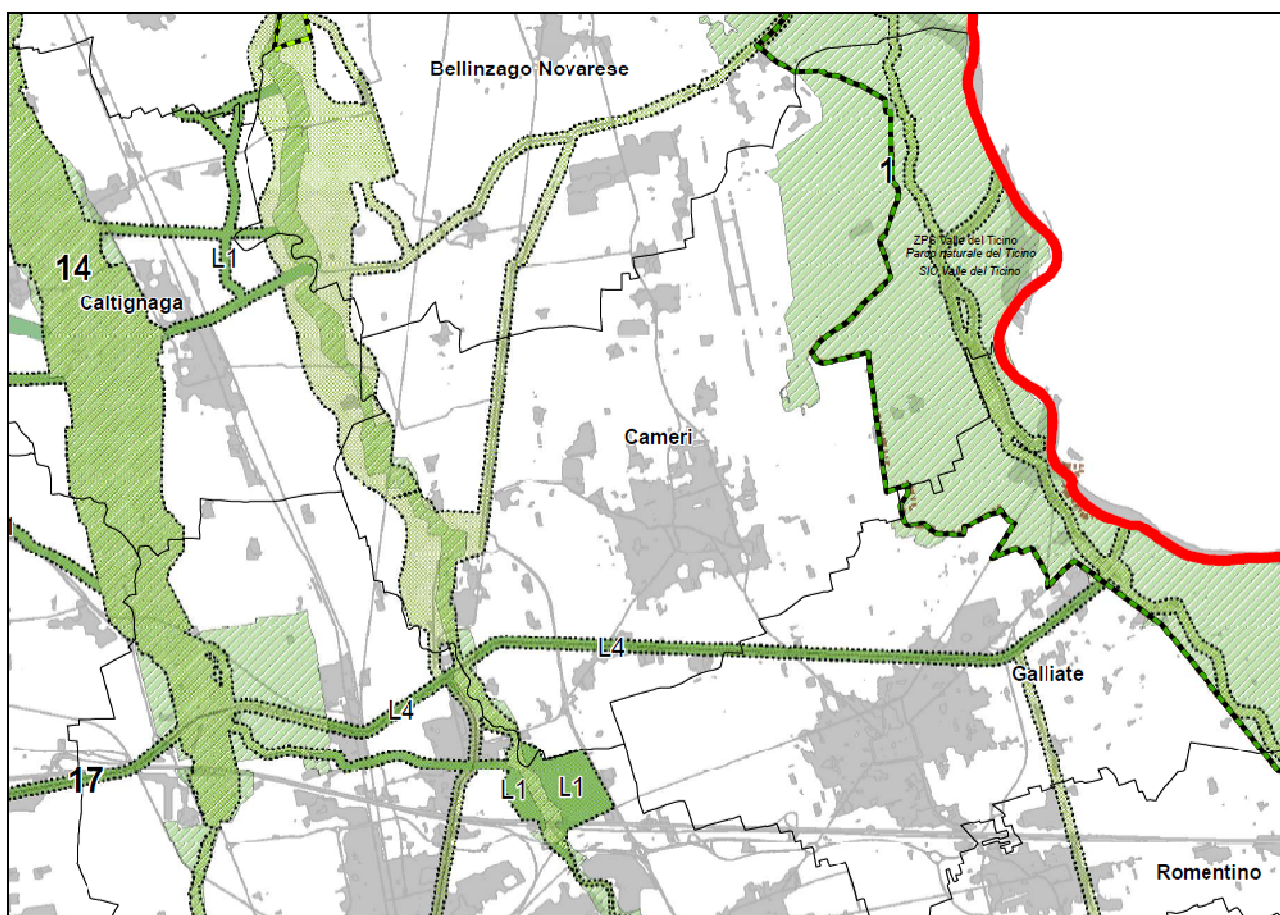 Bellinzago Novarese
1
ZPS Valle del Ticino
Parco naturale del Ticino
SIC Valle del Ticino
L1
14
Caltignaga
Cameri
L4
Galliate
L4
17
L1
L1
Romentino